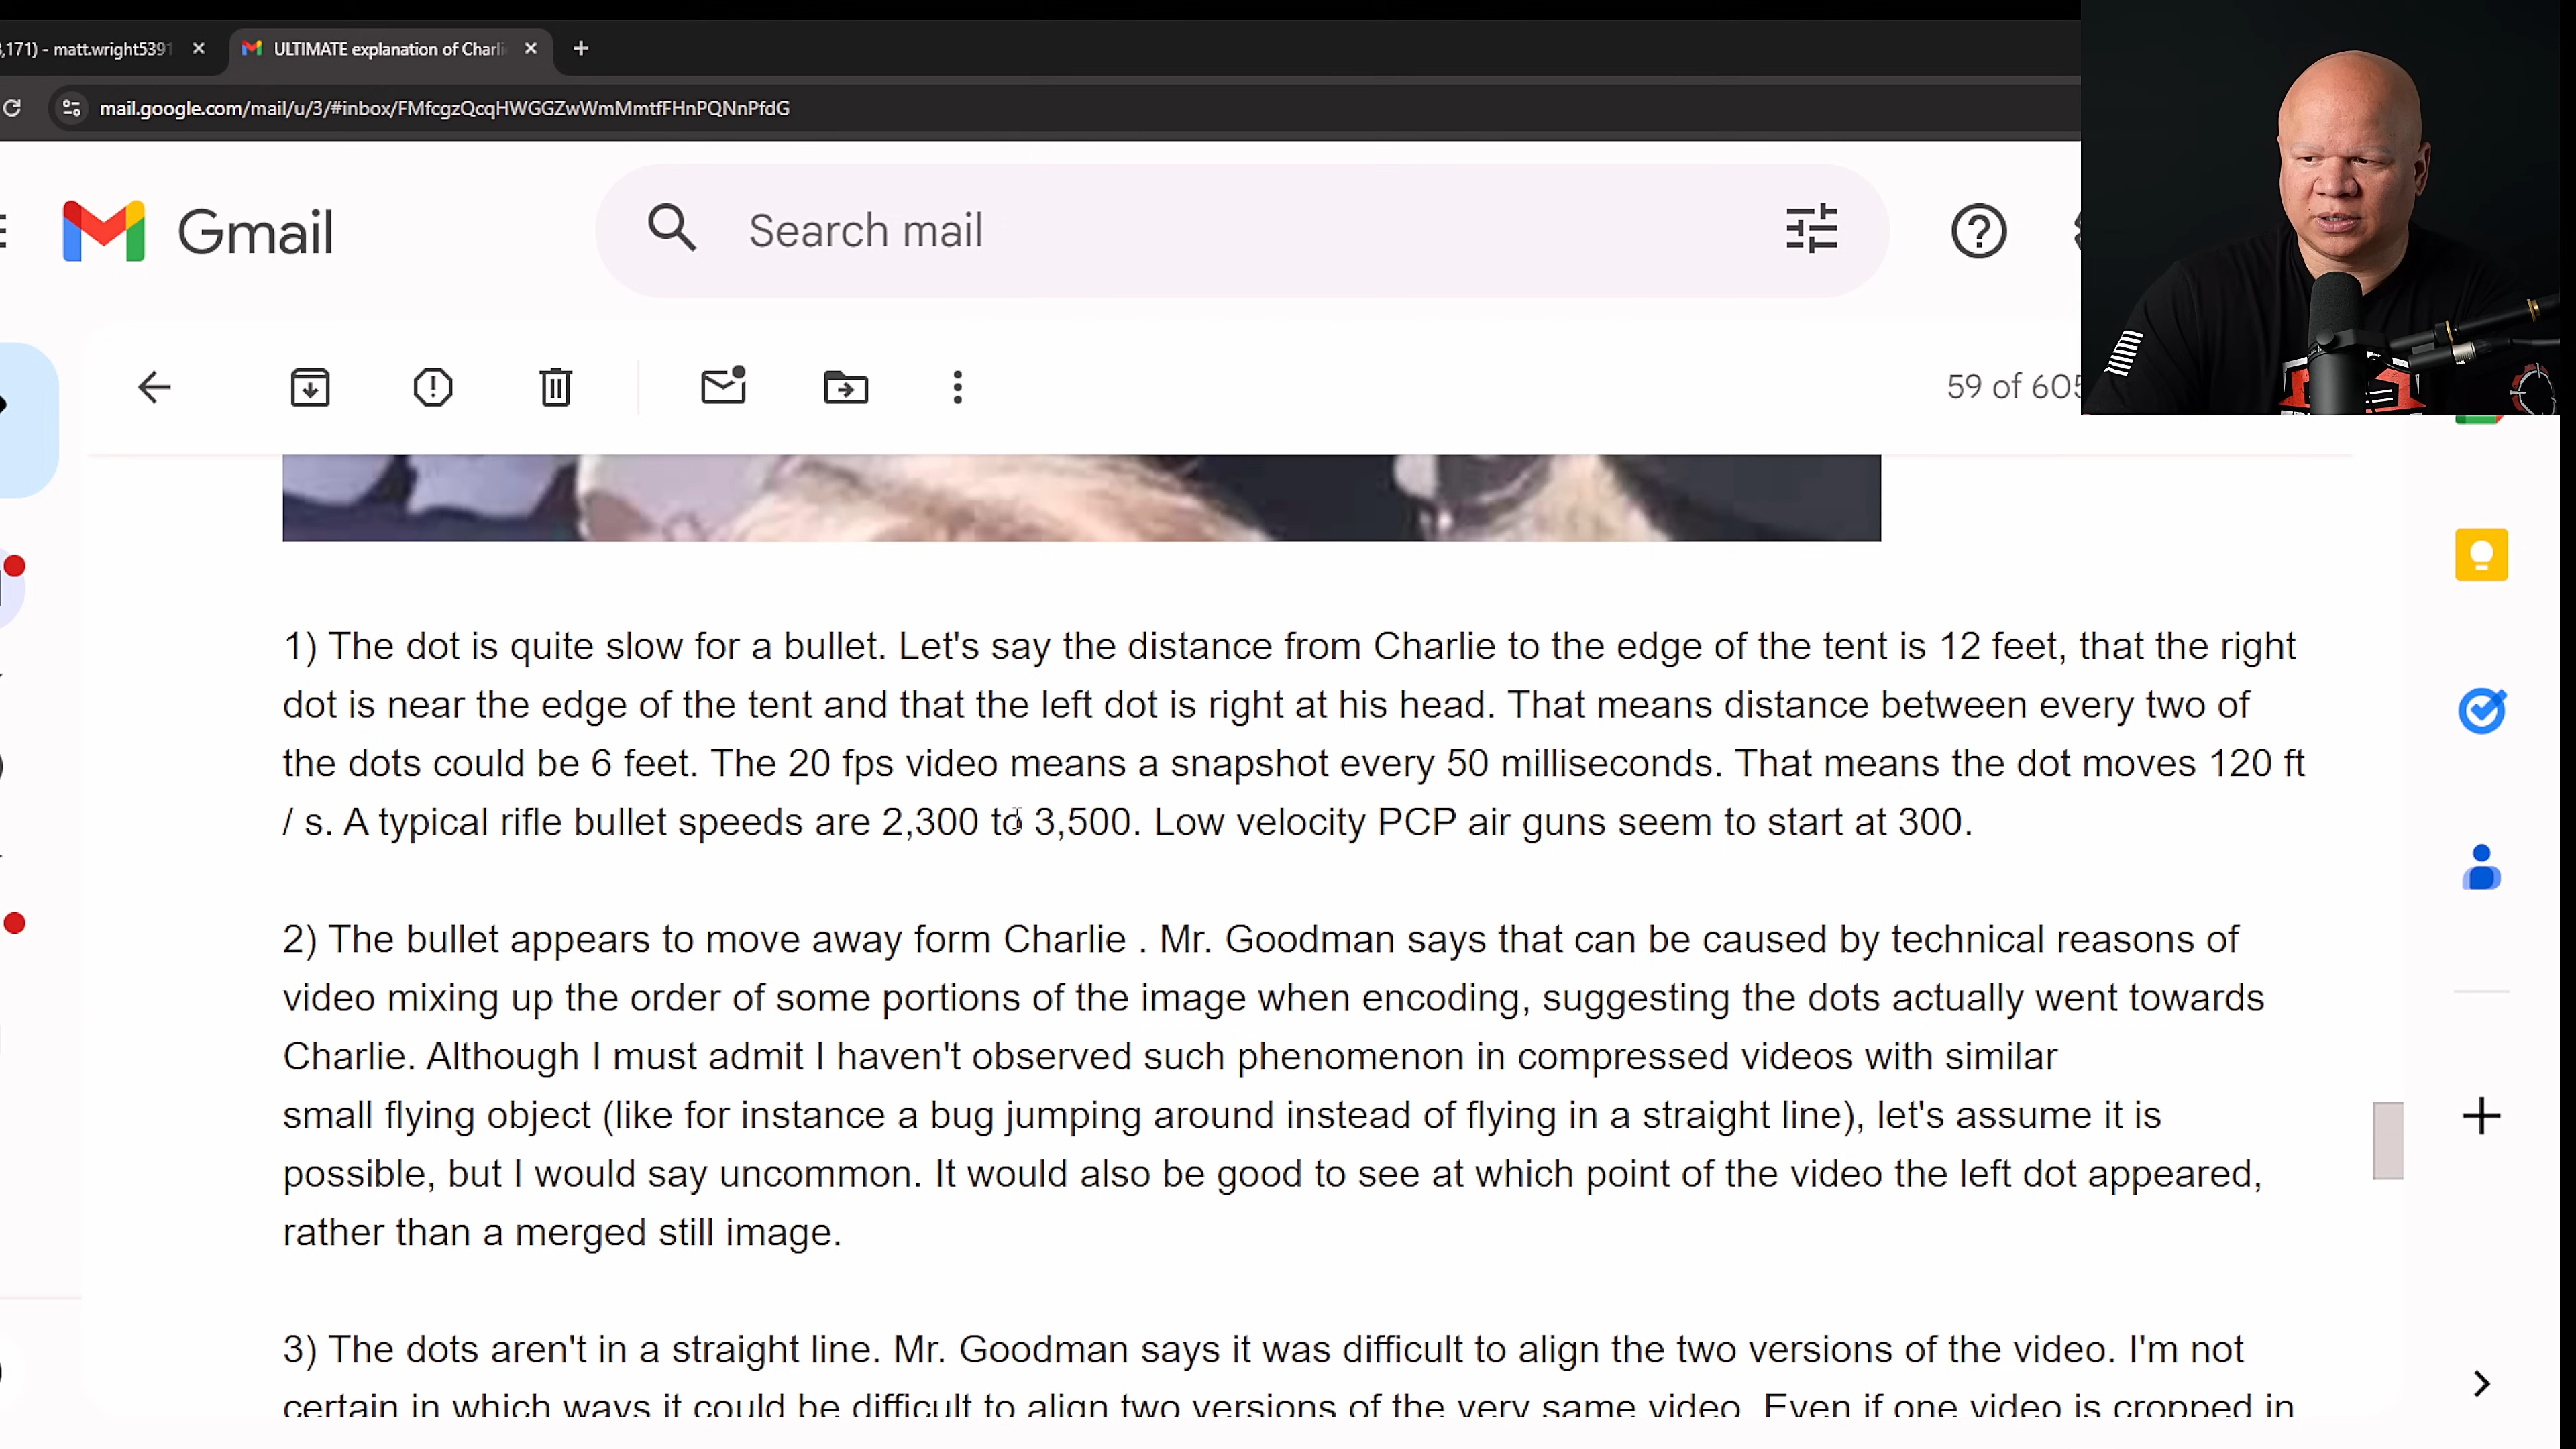 ,171) - matt.wright5391
ULTIMATE explanation of Charli
mail.google.com/mail/u/3/#inbox/FMfcgzQcqHWGGZwWmMmtfFHnPQNnPfdG
Gmail
Search mail
59 of 605
1) The dot is quite slow for a bullet. Let's say the distance from Charlie to the edge of the tent is 12 feet, that the right
dot is near the edge of the tent and that the left dot is right at his head. That means distance between every two of
the dots could be 6 feet. The 20 fps video means a snapshot every 50 milliseconds. That means the dot moves 120 ft
/ s. A typical rifle bullet speeds are 2,300 to 3,500. Low velocity PCP air guns seem to start at 300.
2) The bullet appears to move away form Charlie . Mr. Goodman says that can be caused by technical reasons of
video mixing up the order of some portions of the image when encoding, suggesting the dots actually went towards
Charlie. Although I must admit I haven't observed such phenomenon in compressed videos with similar
small flying object (like for instance a bug jumping around instead of flying in a straight line), let's assume it is
possible, but I would say uncommon. It would also be good to see at which point of the video the left dot appeared,
rather than a merged still image.
3) The dots aren't in a straight line. Mr. Goodman says it was difficult to align the two versions of the video. I'm not
certain in which ways it could be difficult to align two versions of the very same video. Even if one video is cropped in